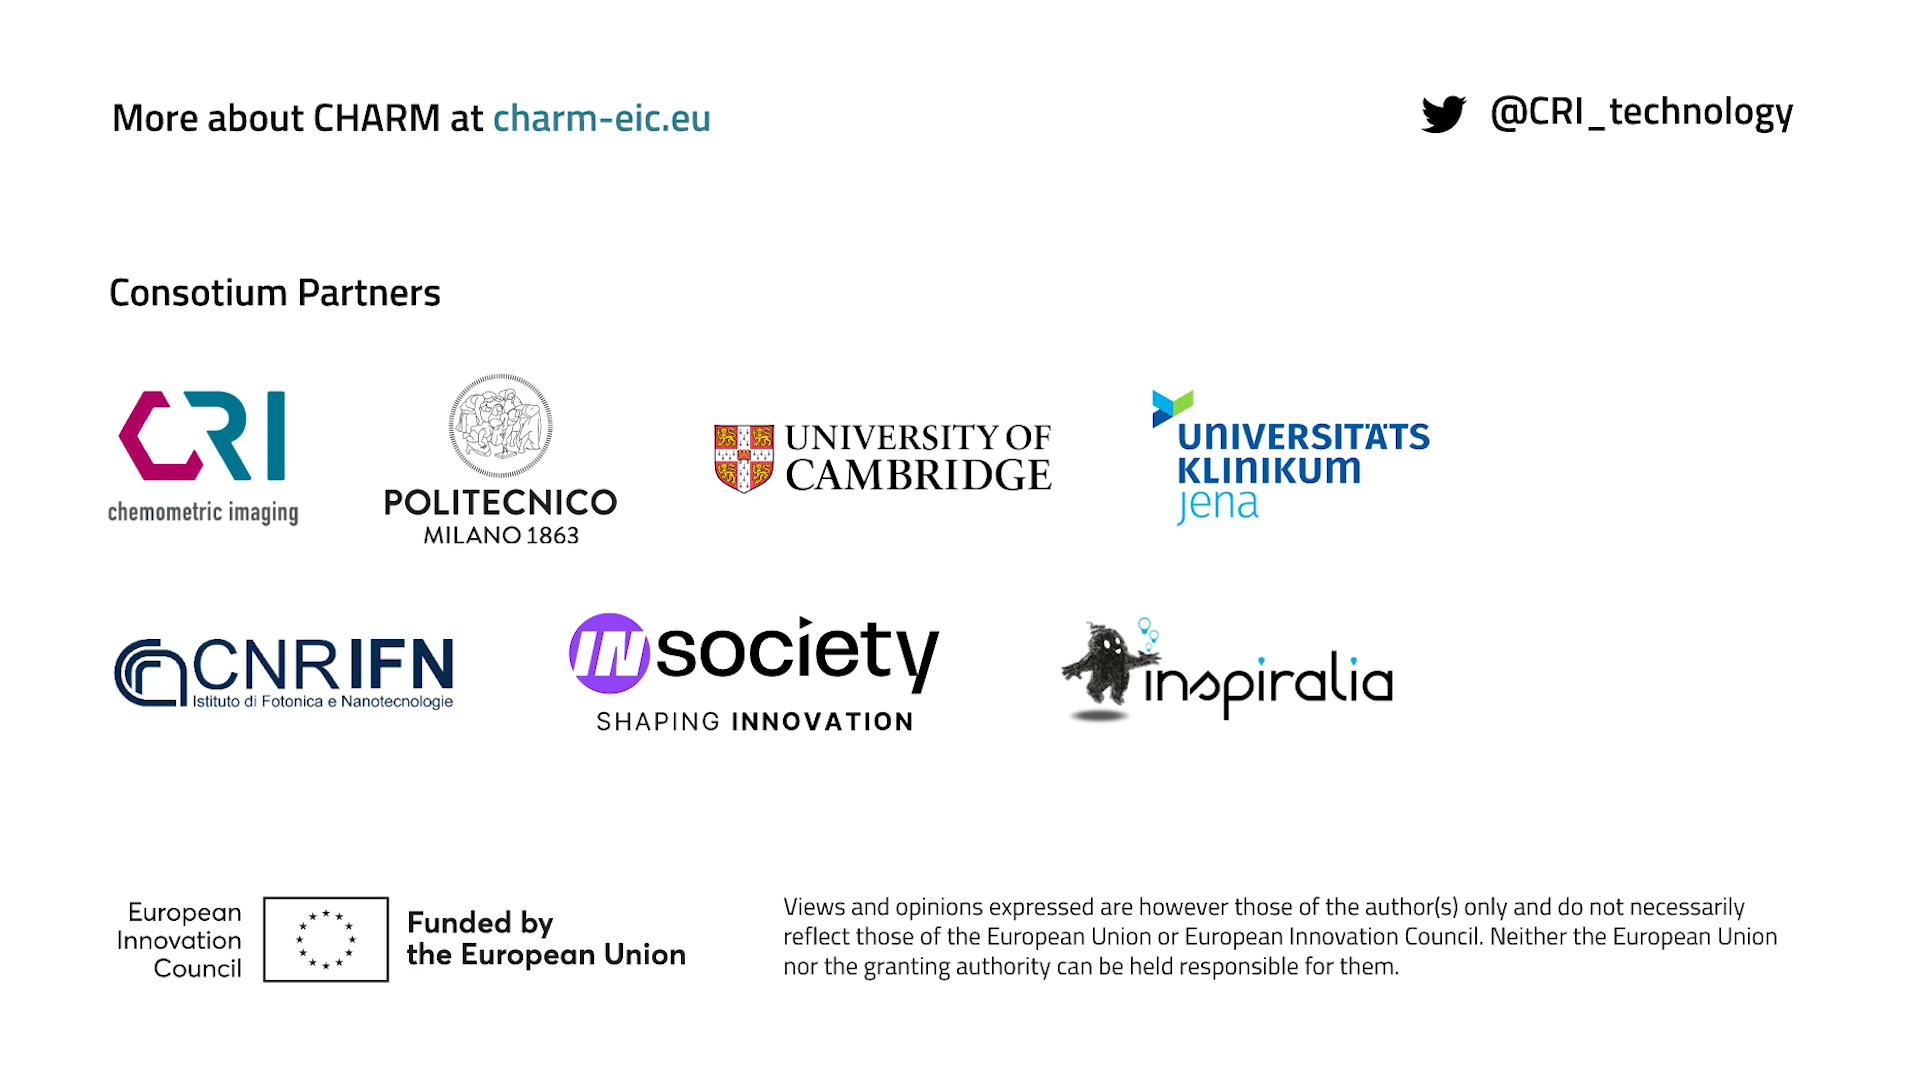 More about CHARM at charm-eic.eu
@CRI_technology
Consotium Partners
CRI
chemometric imaging
POLITECNICO
MILANO 1863
UNIVERSITY OF
CAMBRIDGE
UNIVERSITÄTS
KLINIKUM
jena
CNRIFN
Istituto di Fotonica e Nanotecnologie
INsociety
SHAPING INNOVATION
inspiralia
European
Innovation
Council
Funded by
the European Union
Views and opinions expressed are however those of the author(s) only and do not necessarily
reflect those of the European Union or European Innovation Council. Neither the European Union
nor the granting authority can be held responsible for them.